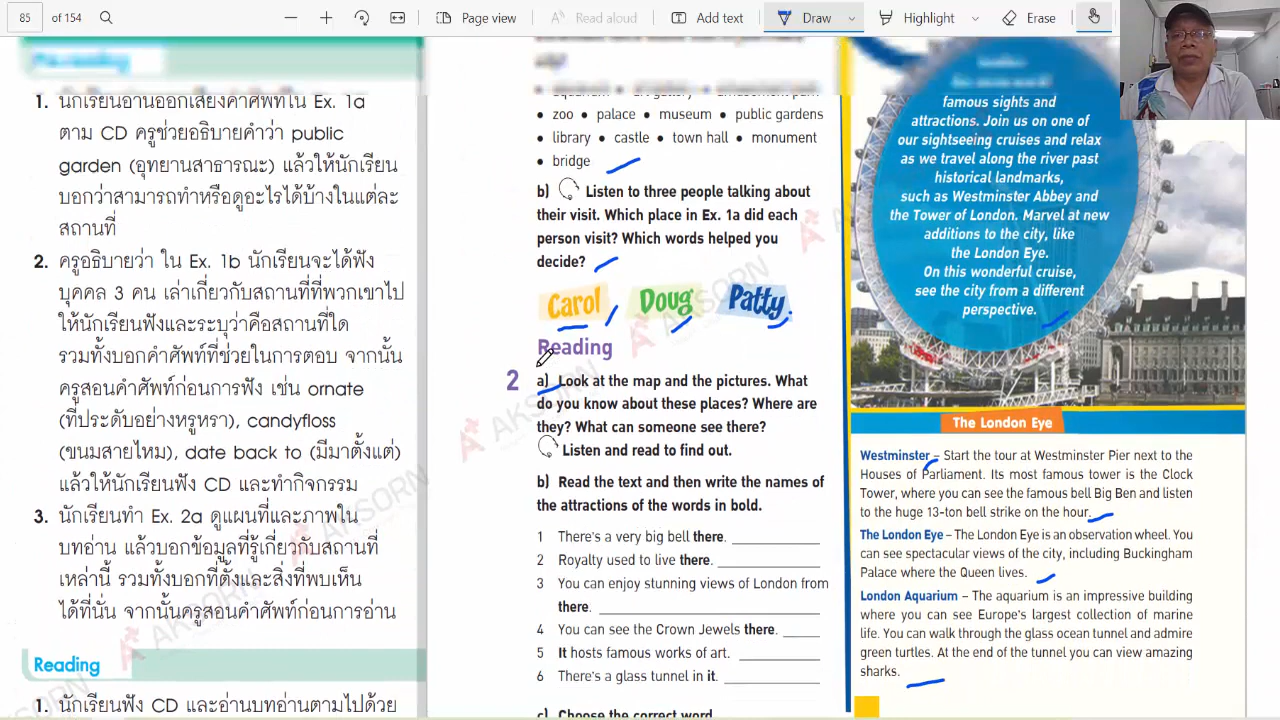 85 of 154 Page view Read aloud Add text Draw Highlight Erase
1. นักเรียนอ่านออกเสียงคำศัพท์ใน Ex. 1a
ตาม CD ครูช่วยอธิบายคำว่า public
garden (อุทยานสาธารณะ) แล้วให้นักเรียน
บอกว่าสามารถทำหรือดูอะไรได้บ้างในแต่ละ
สถานที่
2. ครูอธิบายว่า ใน Ex. 1b นักเรียนจะได้ฟัง
บุคคล 3 คน เล่าเกี่ยวกับสถานที่ที่พวกเขาไป
ให้นักเรียนฟังและระบุว่าคือสถานที่ใด
รวมทั้งบอกคำศัพท์ที่ช่วยในการตอบ จากนั้น
ครูสอนคำศัพท์ก่อนการฟัง เช่น ornate
(ที่ประดับอย่างหรูหรา), candyfloss
(ขนมสายไหม), date back to (มีมาตั้งแต่)
แล้วให้นักเรียนฟัง CD และทำกิจกรรม
3. นักเรียนทำ Ex. 2a ดูแผนที่และภาพใน
บทอ่าน แล้วบอกข้อมูลที่รู้เกี่ยวกับสถานที่
เหล่านี้ รวมทั้งบอกที่ตั้งและสิ่งที่พบเห็น
ได้ที่นั่น จากนั้นครูสอนคำศัพท์ก่อนการอ่าน
Reading
1. นักเรียนฟัง CD และอ่านบทอ่านตามไปด้วย
• zoo • palace • museum • public gardens
• library • castle • town hall • monument
• bridge
b) Listen to three people talking about
their visit. Which place in Ex. 1a did each
person visit? Which words helped you
decide?
Carol Doug Patty
Reading
2 a) Look at the map and the pictures. What
do you know about these places? Where are
they? What can someone see there?
Listen and read to find out.
b) Read the text and then write the names of
the attractions of the words in bold.
1 There's a very big bell there.
2 Royalty used to live there.
3 You can enjoy stunning views of London from
there.
4 You can see the Crown Jewels there.
5 It hosts famous works of art.
6 There's a glass tunnel in it.
c) Choose the correct word.
famous sights and
attractions. Join us on one of
our sightseeing cruises and relax
as we travel along the river past
historical landmarks,
such as Westminster Abbey and
the Tower of London. Marvel at new
additions to the city, like
the London Eye.
On this wonderful cruise,
see the city from a different
perspective.
The London Eye
Westminster – Start the tour at Westminster Pier next to the
Houses of Parliament. Its most famous tower is the Clock
Tower, where you can see the famous bell Big Ben and listen
to the huge 13-ton bell strike on the hour.
The London Eye – The London Eye is an observation wheel. You
can see spectacular views of the city, including Buckingham
Palace where the Queen lives.
London Aquarium – The aquarium is an impressive building
where you can see Europe's largest collection of marine
life. You can walk through the glass ocean tunnel and admire
green turtles. At the end of the tunnel you can view amazing
sharks.